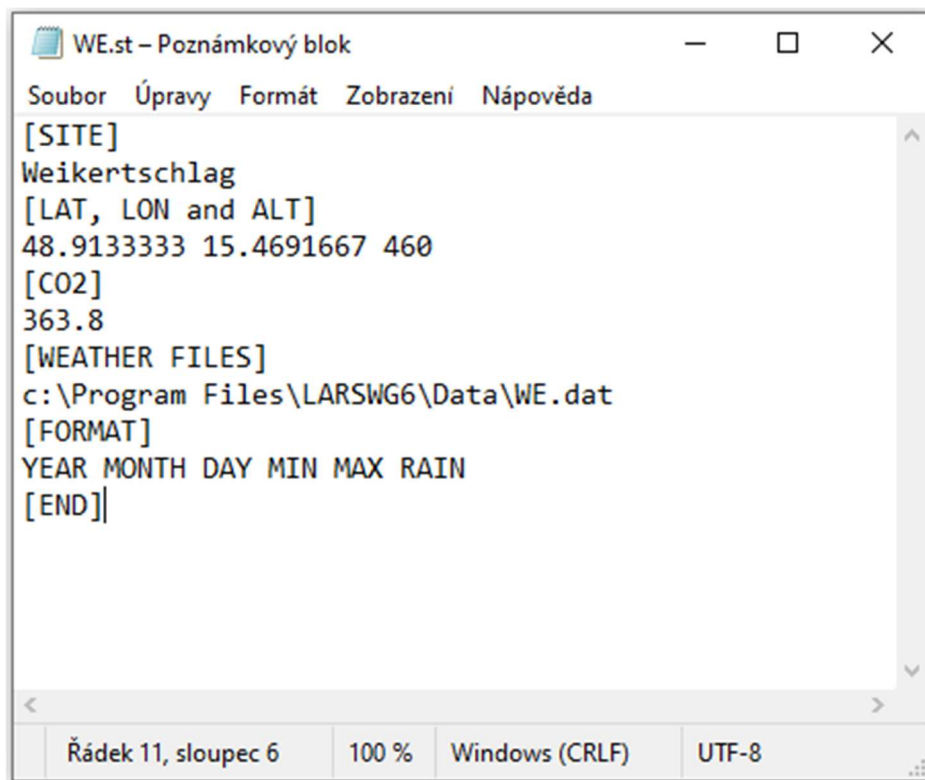 WE.st – Poznámkový blok
Soubor Úpravy Formát Zobrazení Nápověda
[SITE]
Weikertschlag
[LAT, LON and ALT]
48.9133333 15.4691667 460
[CO2]
363.8
[WEATHER FILES]
c:\Program Files\LARSWG6\Data\WE.dat
[FORMAT]
YEAR MONTH DAY MIN MAX RAIN
[END]
Řádek 11, sloupec 6 100 % Windows (CRLF) UTF-8